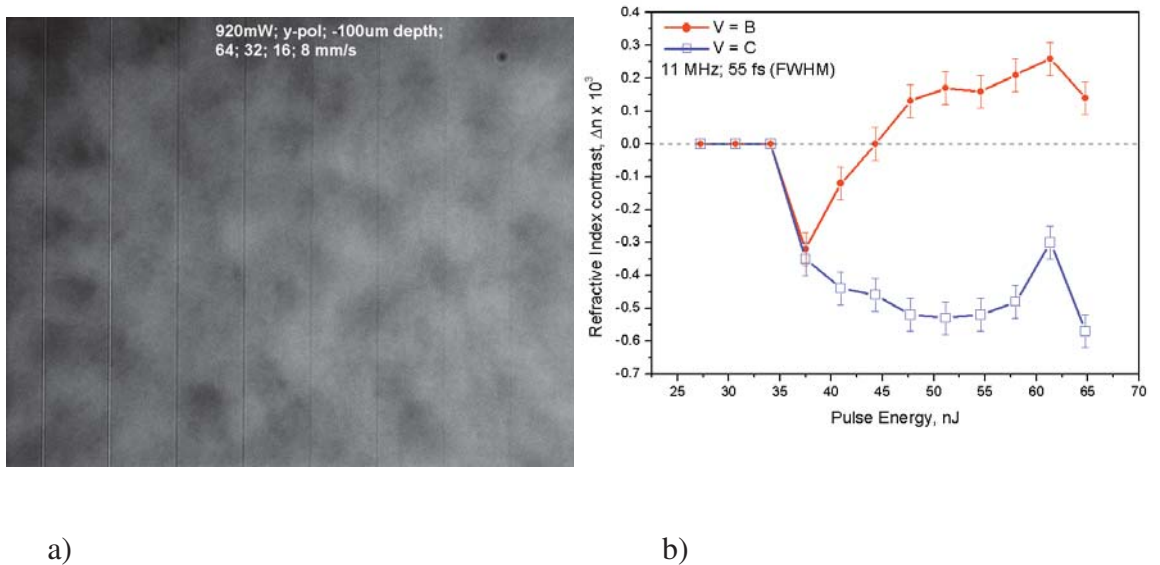 920mW; y-pol; -100um depth;
64; 32; 16; 8 mm/s
a)
0.4
0.3
0.2
0.1
0.0
-0.1
-0.2
-0.3
-0.4
-0.5
-0.6
-0.7
Refractive Index contrast, Δn x 10³
V = B
V = C
11 MHz; 55 fs (FWHM)
25 30 35 40 45 50 55 60 65 70
Pulse Energy, nJ
b)